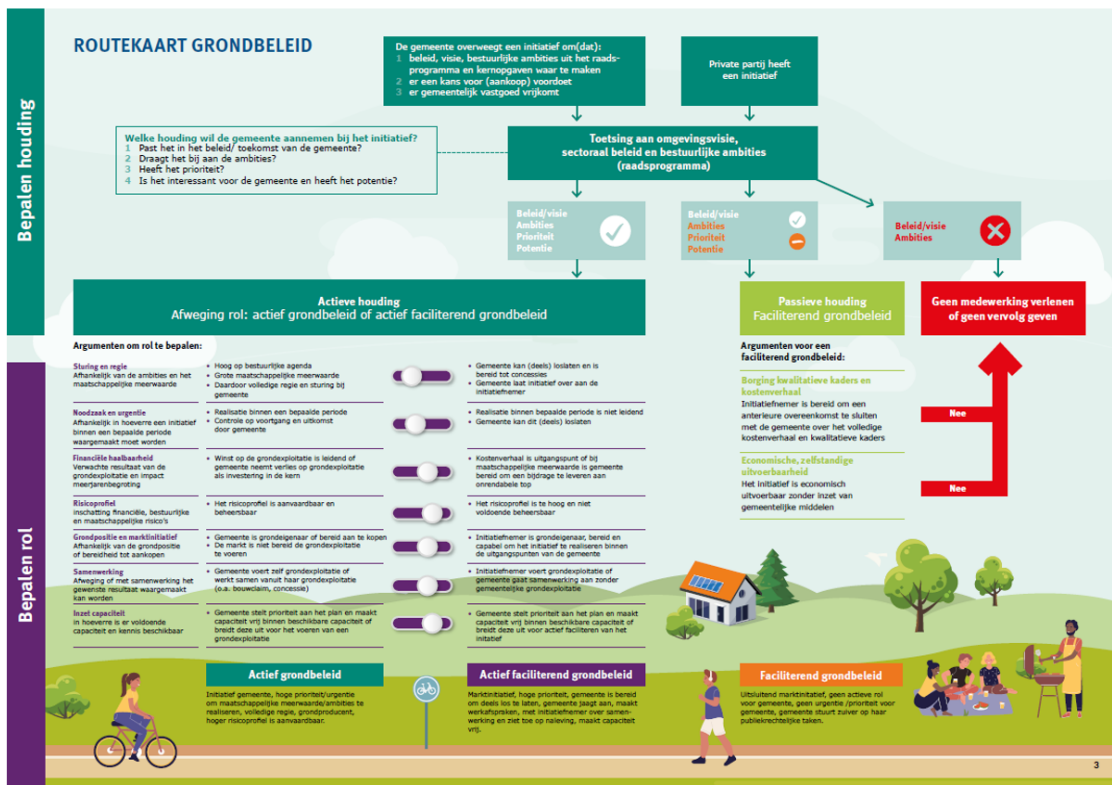 Bepalen houding
Bepalen rol
ROUTEKAART GRONDBELEID
De gemeente overweegt een initiatief om(dat):
1 beleid, visie, bestuurlijke ambities uit het raads-
programma en kernopgaven waar te maken
2 er een kans voor (aankoop) voordoet
3 er gemeentelijk vastgoed vrijkomt
Private partij heeft
een initiatief
Welke houding wil de gemeente aannemen bij het initiatief?
1 Past het in het beleid/ toekomst van de gemeente?
2 Draagt het bij aan de ambities?
3 Heeft het prioriteit?
4 Is het interessant voor de gemeente en heeft het potentie?
Toetsing aan omgevingsvisie,
sectoraal beleid en bestuurlijke ambities
(raadsprogramma)
Beleid/visie
Ambities
Prioriteit
Potentie
Beleid/visie
Ambities
Prioriteit
Potentie
Beleid/visie
Ambities
Actieve houding
Afweging rol: actief grondbeleid of actief faciliterend grondbeleid
Passieve houding
Faciliterend grondbeleid
Geen medewerking verlenen
of geen vervolg geven
Argumenten om rol te bepalen:
Sturing en regie
Afhankelijk van de ambities en het
maatschappelijke meerwaarde
• Hoog op bestuurlijke agenda
• Grote maatschappelijke meerwaarde
• Daardoor volledige regie en sturing bij
gemeente
• Gemeente kan (deels) loslaten en is
bereid tot concessies
• Gemeente laat initiatief over aan de
initiatiefnemer
Noodzaak en urgentie
Afhankelijk in hoeverre een initiatief
binnen een bepaalde periode
waargemaakt moet worden
• Realisatie binnen een bepaalde periode
• Controle op voortgang en uitkomst
door gemeente
• Realisatie binnen bepaalde periode is niet leidend
• Gemeente kan dit (deels) loslaten
Financiële haalbaarheid
Verwachte resultaat van de
grondexploitatie en impact
meerjarenbegroting
• Winst op de grondexploitatie is leidend of
gemeente neemt verlies op grondexploitatie
als investering in de kern
• Kostenverhaal is uitgangspunt of bij
maatschappelijke meerwaarde is gemeente
bereid om een bijdrage te leveren aan
onrendabele top
Risicoprofiel
inschatting financiële, bestuurlijke
en maatschappelijke risico's
• Het risicoprofiel is aanvaardbaar en
beheersbaar
• Het risicoprofiel is te hoog en niet
voldoende beheersbaar
Grondpositie en marktinitiatief
Afhankelijk van de grondpositie
of bereidheid tot aankopen
• Gemeente is grondeigenaar of bereid aan te kopen
• De markt is niet bereid de grondexploitatie
te voeren
• Initiatiefnemer is grondeigenaar, bereid en
capabel om het initiatief te realiseren binnen
de uitgangspunten van de gemeente
Samenwerking
Afweging of met samenwerking het
gewenste resultaat waargemaakt
kan worden
• Gemeente voert zelf grondexploitatie of
werkt samen vanuit haar grondexploitatie
(o.a. bouwclaim, concessie)
• Initiatiefnemer voert grondexploitatie of
gemeente gaat samenwerking aan zonder
gemeentelijke grondexploitatie
Inzet capaciteit
in hoeverre is er voldoende
capaciteit en kennis beschikbaar
• Gemeente stelt prioriteit aan het plan en maakt
capaciteit vrij binnen beschikbare capaciteit of
breidt deze uit voor het voeren van een
grondexploitatie
• Gemeente stelt prioriteit aan het plan en maakt
capaciteit vrij binnen beschikbare capaciteit of
breidt deze uit voor actief faciliteren van het
initatief
Argumenten voor een
faciliterend grondbeleid:
Borging kwalitatieve kaders en
kostenverhaal
Initiatiefnemer is bereid om een
anterieure overeenkomst te sluiten
met de gemeente over het volledige
kostenverhaal en kwalitatieve kaders
Nee
Economische, zelfstandige
uitvoerbaarheid
Het initiatief is economisch
uitvoerbaar zonder inzet van
gemeentelijke middelen
Nee
Actief grondbeleid
Initiatief gemeente, hoge prioriteit/urgentie
om maatschappelijke meerwaarde/ambities te
realiseren, volledige regie, grondproducent,
hoger risicoprofiel is aanvaardbaar.
Actief faciliterend grondbeleid
Marktinitiatief, hoge prioriteit, gemeente is bereid
om deels los te laten, gemeente jaagt aan, maakt
werkafspraken, met initiatiefnemer over samen-
werking en ziet toe op naleving, maakt capaciteit
vrij.
Faciliterend grondbeleid
Uitsluitend marktinitatief, geen actieve rol
voor gemeente, geen urgentie /prioriteit voor
gemeente, gemeente stuurt zuiver op haar
publiekrechtelijke taken.
3